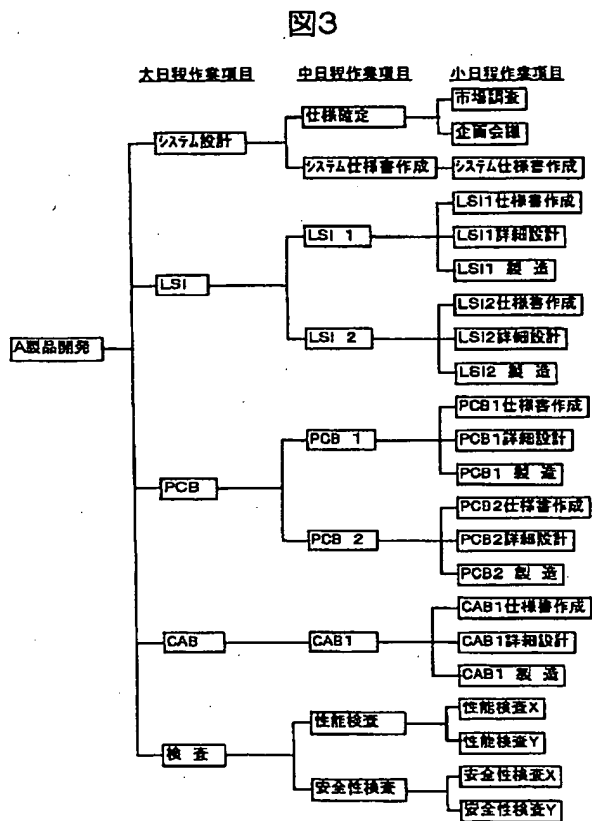 図3
大日程作業項目 中日程作業項目 小日程作業項目
市場調査
仕様確定
企画会議
システム設計
システム仕様書作成 システム仕様書作成
LSI1仕様書作成
LSI 1 LSI1詳細設計
LSI1 製造
LSI
LSI2仕様書作成
LSI 2 LSI2詳細設計
LSI2 製造
A製品開発
PCB1仕様書作成
PCB 1 PCB1詳細設計
PCB1 製造
PCB
PCB2仕様書作成
PCB 2 PCB2詳細設計
PCB2 製造
CAB1仕様書作成
CAB CAB1 CAB1詳細設計
CAB1 製造
性能検査X
性能検査
性能検査Y
検査
安全性検査X
安全性検査
安全性検査Y